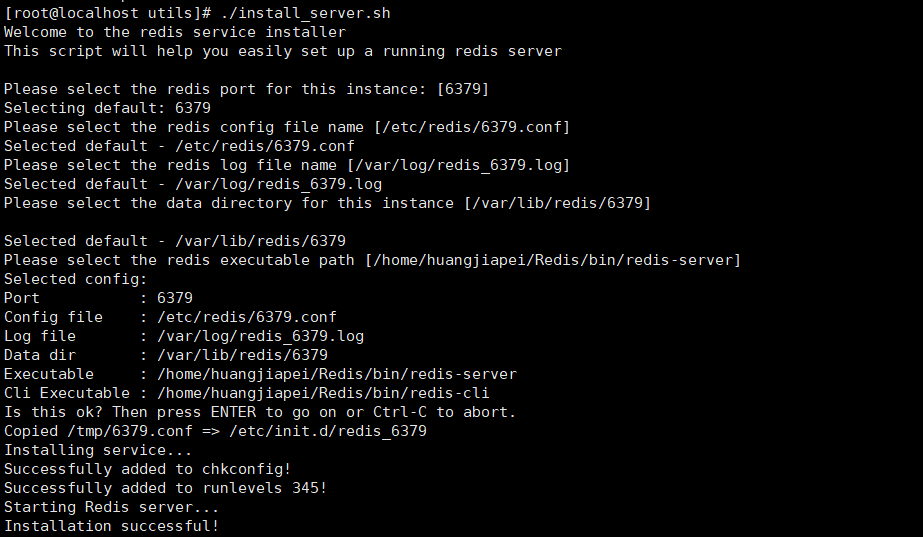 [root@localhost utils]# ./install_server.sh
Welcome to the redis service installer
This script will help you easily set up a running redis server
Please select the redis port for this instance: [6379]
Selecting default: 6379
Please select the redis config file name [/etc/redis/6379.conf]
Selected default - /etc/redis/6379.conf
Please select the redis log file name [/var/log/redis_6379.log]
Selected default - /var/log/redis_6379.log
Please select the data directory for this instance [/var/lib/redis/6379]
Selected default - /var/lib/redis/6379
Please select the redis executable path [/home/huangjiapei/Redis/bin/redis-server]
Selected config:
Port           : 6379
Config file    : /etc/redis/6379.conf
Log file       : /var/log/redis_6379.log
Data dir       : /var/lib/redis/6379
Executable     : /home/huangjiapei/Redis/bin/redis-server
Cli Executable : /home/huangjiapei/Redis/bin/redis-cli
Is this ok? Then press ENTER to go on or Ctrl-C to abort.
Copied /tmp/6379.conf => /etc/init.d/redis_6379
Installing service...
Successfully added to chkconfig!
Successfully added to runlevels 345!
Starting Redis server...
Installation successful!